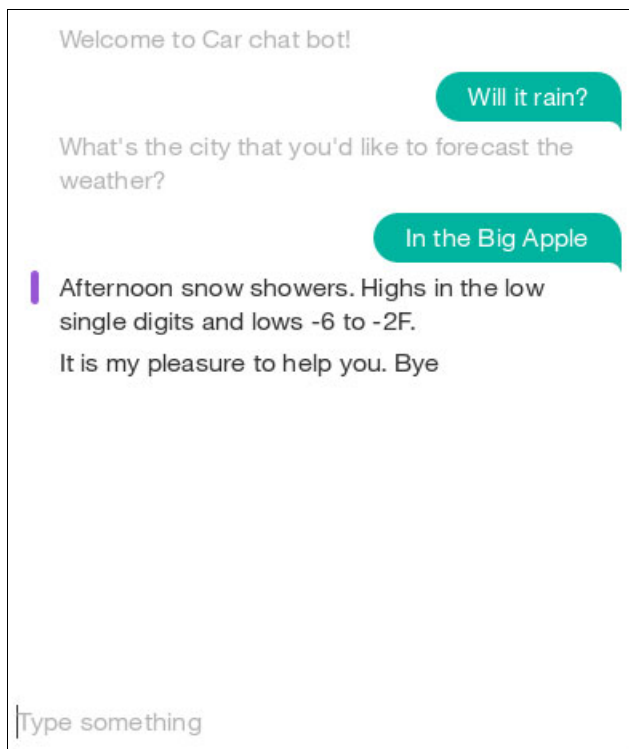 Welcome to Car chat bot!
Will it rain?
What's the city that you'd like to forecast the
weather?
In the Big Apple
Afternoon snow showers. Highs in the low
single digits and lows -6 to -2F.
It is my pleasure to help you. Bye
Type something